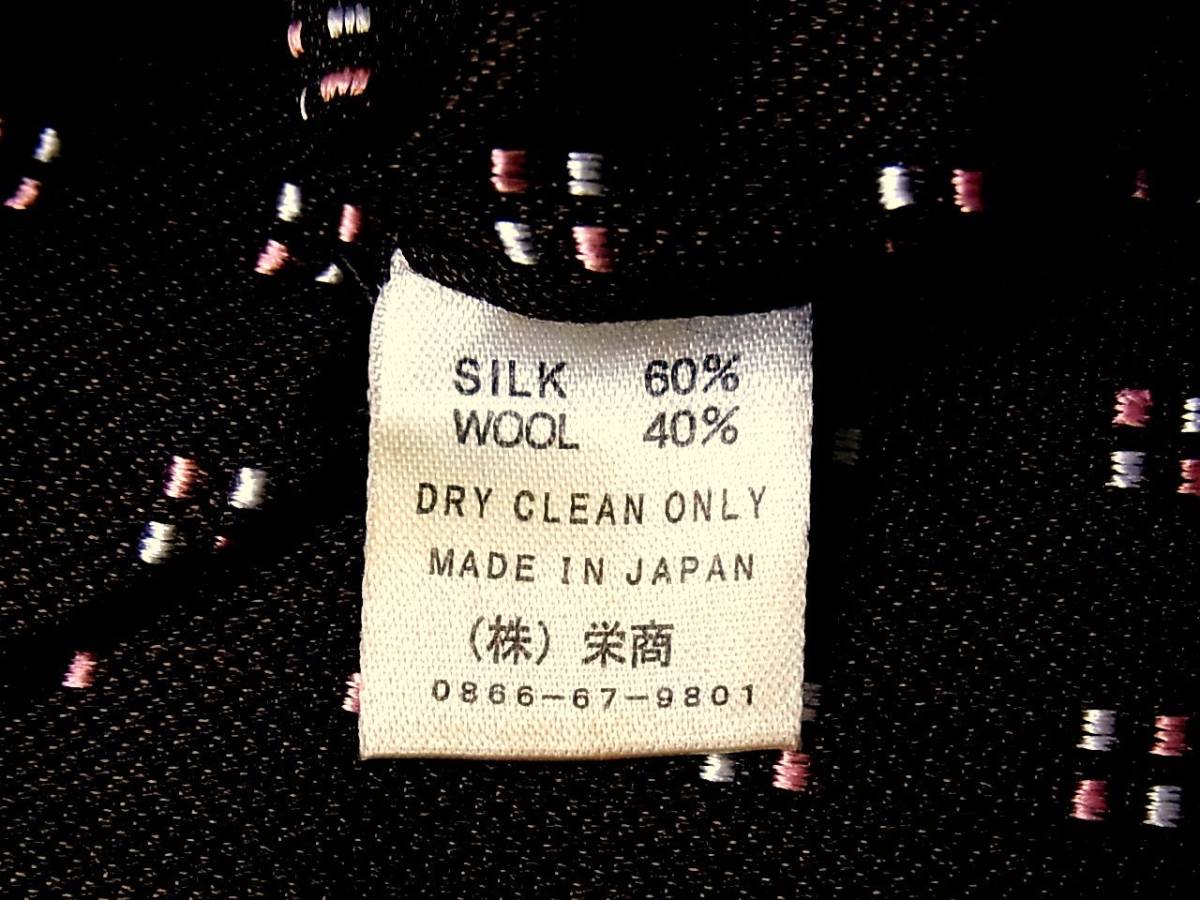 SILK 60%
WOOL 40%
DRY CLEAN ONLY
MADE IN JAPAN
(株) 栄商
0866-67-9801